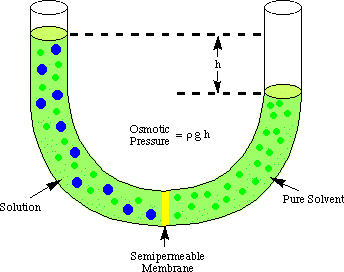 h
Osmotic
Pressure = ρ g h
Solution
Pure Solvent
Semipermeable
Membrane